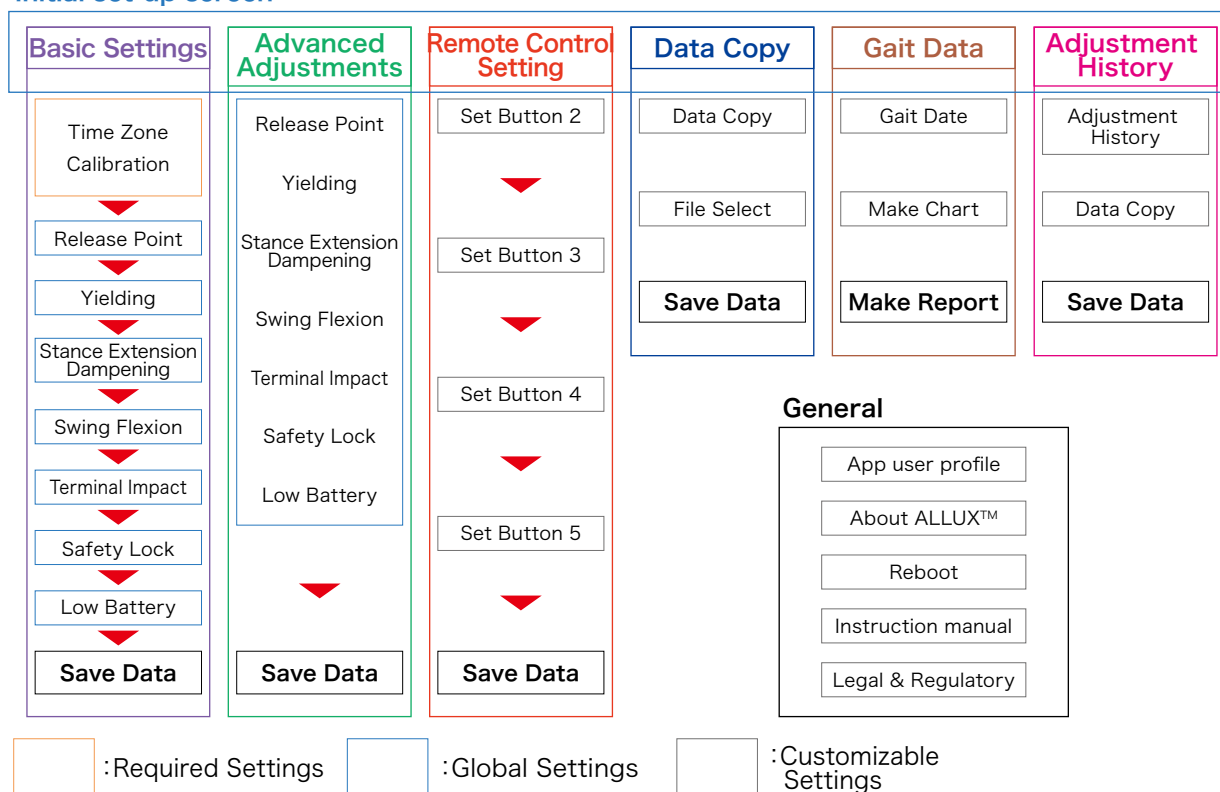 Initial set-up screen
Basic Settings
Time Zone
Calibration
Release Point
Yielding
Stance Extension
Dampening
Swing Flexion
Terminal Impact
Safety Lock
Low Battery
Save Data
Advanced
Adjustments
Release Point
Yielding
Stance Extension
Dampening
Swing Flexion
Terminal Impact
Safety Lock
Low Battery
Save Data
Remote Control
Setting
Set Button 2
Set Button 3
Set Button 4
Set Button 5
Save Data
Data Copy
Data Copy
File Select
Save Data
Gait Data
Gait Date
Make Chart
Make Report
Adjustment
History
Adjustment
History
Data Copy
Save Data
General
App user profile
About ALLUX™
Reboot
Instruction manual
Legal & Regulatory
:Required Settings
:Global Settings
:Customizable
Settings